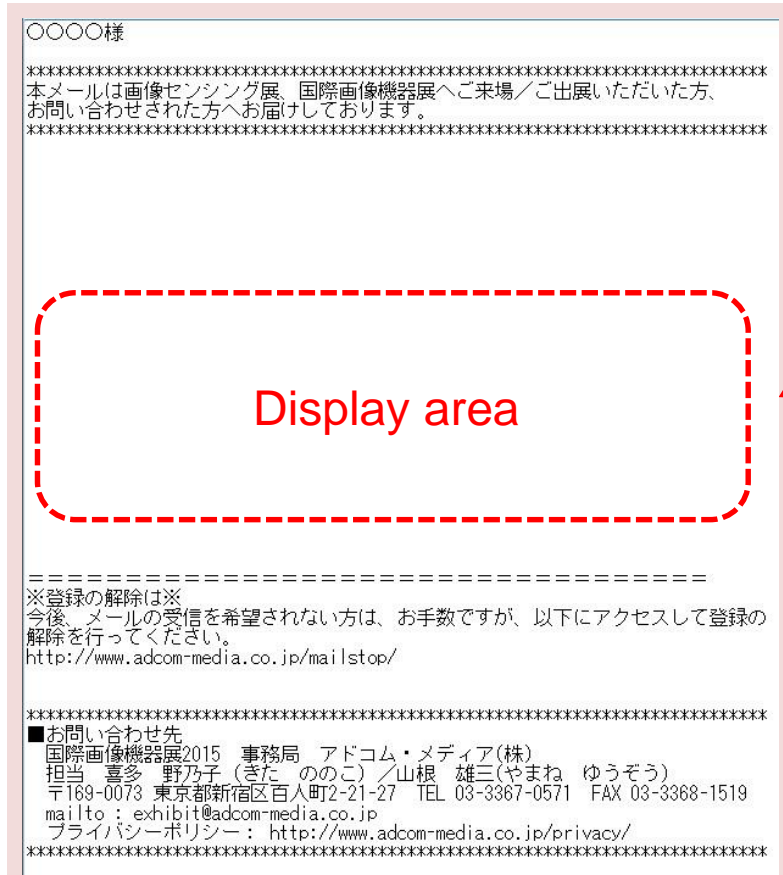 ○○○○様
**************************************************************************
本メールは画像センシング展、国際画像機器展へご来場／ご出展いただいた方、
お問い合わせされた方へお届けしております。
**************************************************************************
Display area
＝＝＝＝＝＝＝＝＝＝＝＝＝＝＝＝＝＝＝＝＝＝＝＝＝＝＝＝＝＝＝＝＝＝
※登録の解除は※
今後、メールの受信を希望されない方は、お手数ですが、以下にアクセスして登録の
解除を行ってください。
http://www.adcom-media.co.jp/mailstop/
**************************************************************************
■お問い合わせ先
国際画像機器展2015　事務局　アドコム・メディア(株)
担当　喜多　野乃子（きた　ののこ）／山根　雄三(やまね　ゆうぞう)
〒169-0073 東京都新宿区百人町2-21-27　TEL 03-3367-0571　FAX 03-3368-1519
mailto : exhibit@adcom-media.co.jp
プライバシーポリシー : http://www.adcom-media.co.jp/privacy/
**************************************************************************